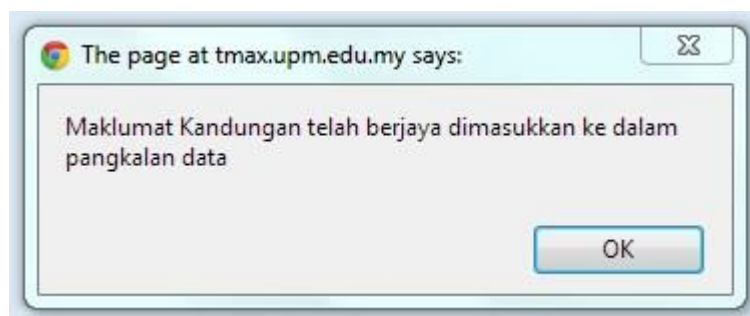 The page at tmax.upm.edu.my says:
Maklumat Kandungan telah berjaya dimasukkan ke dalam
pangkalan data
OK